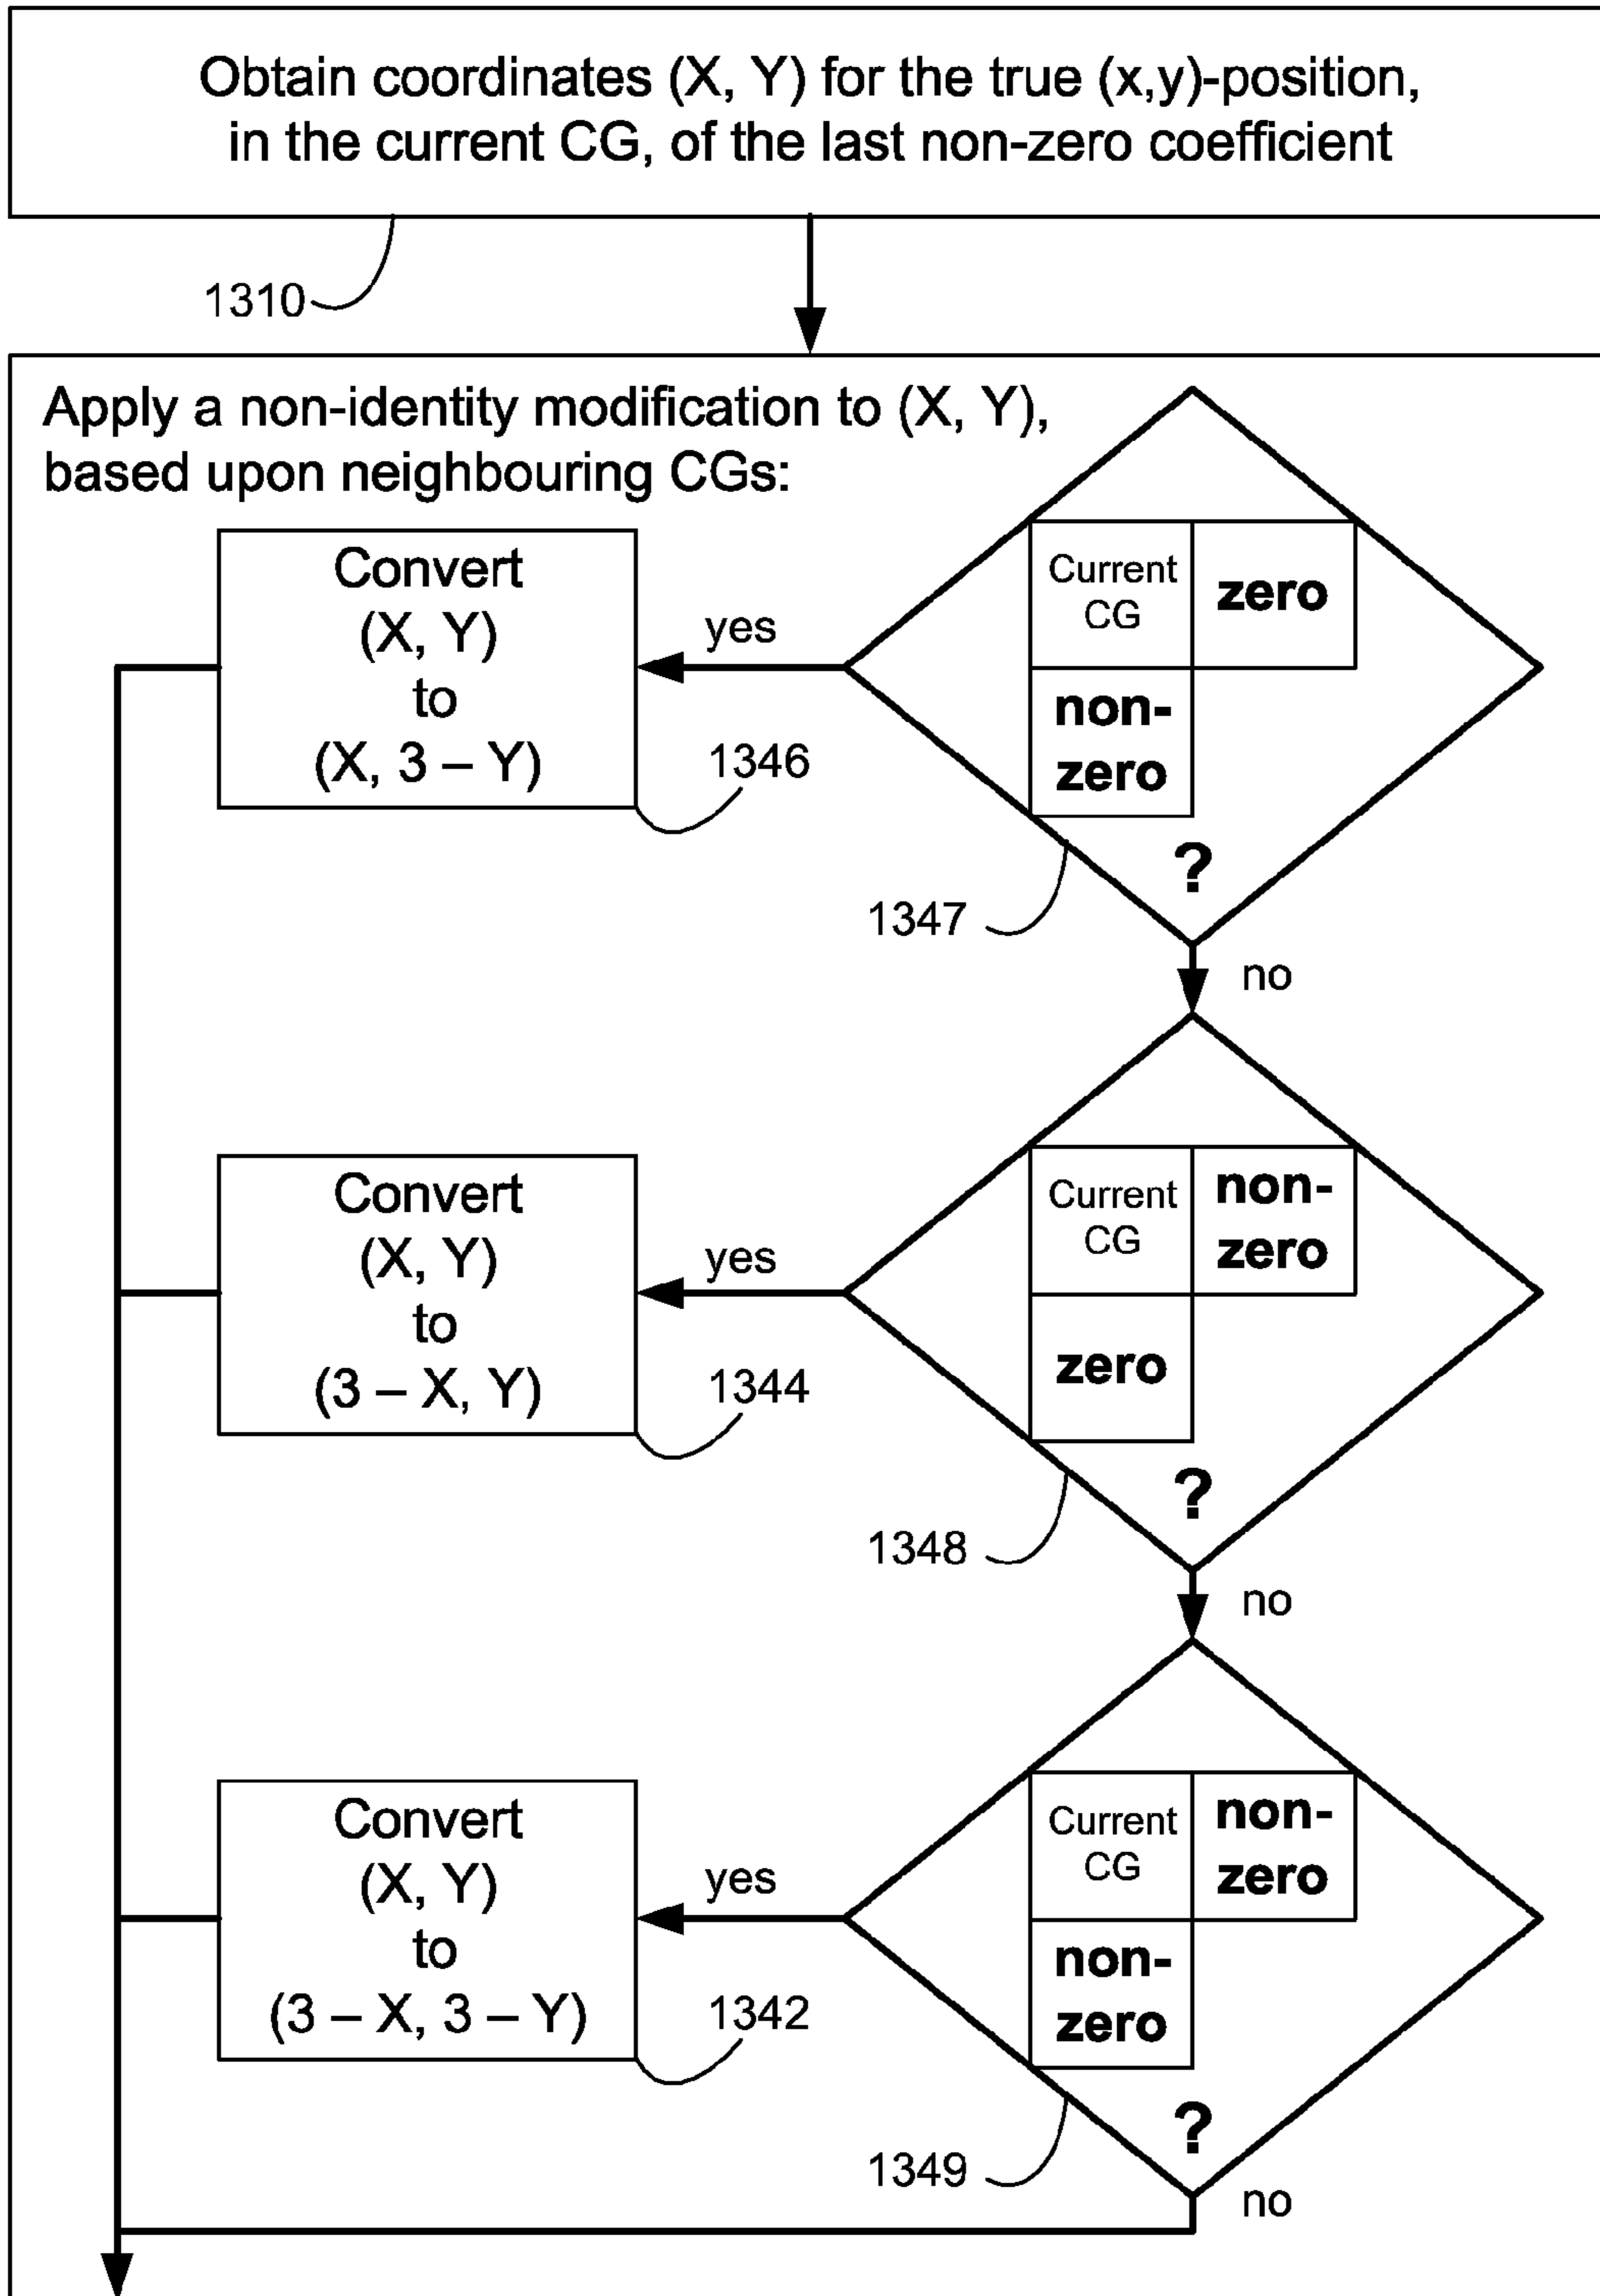 Obtain coordinates (X, Y) for the true (x,y)-position,
in the current CG, of the last non-zero coefficient
1310
Apply a non-identity modification to (X, Y),
based upon neighbouring CGs:
Convert
(X, Y)
to
(X, 3 – Y)
1346
yes
Current
CG
zero
non-
zero
?
1347
no
Convert
(X, Y)
to
(3 – X, Y)
1344
yes
Current
CG
non-
zero
zero
?
1348
no
Convert
(X, Y)
to
(3 – X, 3 – Y)
1342
yes
Current
CG
non-
zero
non-
zero
?
1349
no